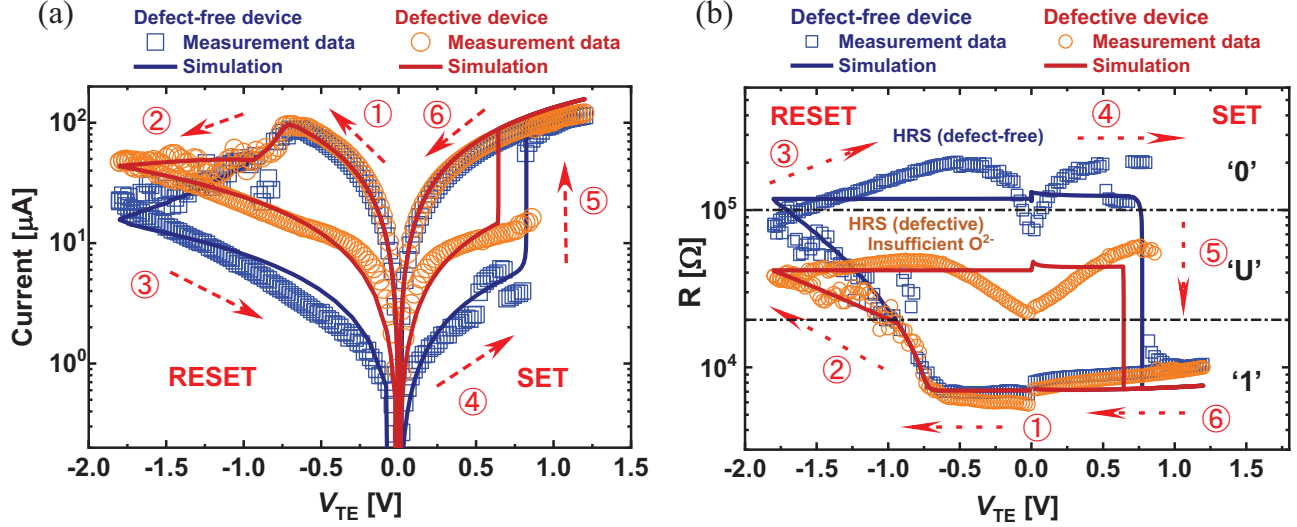 (a)
Defect-free device
Defective device
Measurement data
Measurement data
Simulation
Simulation
②
①
⑥
10²
10¹
10⁰
Current [μA]
③
⑤
④
RESET
SET
-2.0 -1.5 -1.0 -0.5 0.0 0.5 1.0 1.5
V_TE [V]
(b)
Defect-free device
Defective device
Measurement data
Measurement data
Simulation
Simulation
RESET
④
SET
③
HRS (defect-free)
'0'
10⁵
HRS (defective)
Insufficient O²⁻
⑤
'U'
R [Ω]
②
10⁴
'1'
①
⑥
-2.0 -1.5 -1.0 -0.5 0.0 0.5 1.0 1.5
V_TE [V]